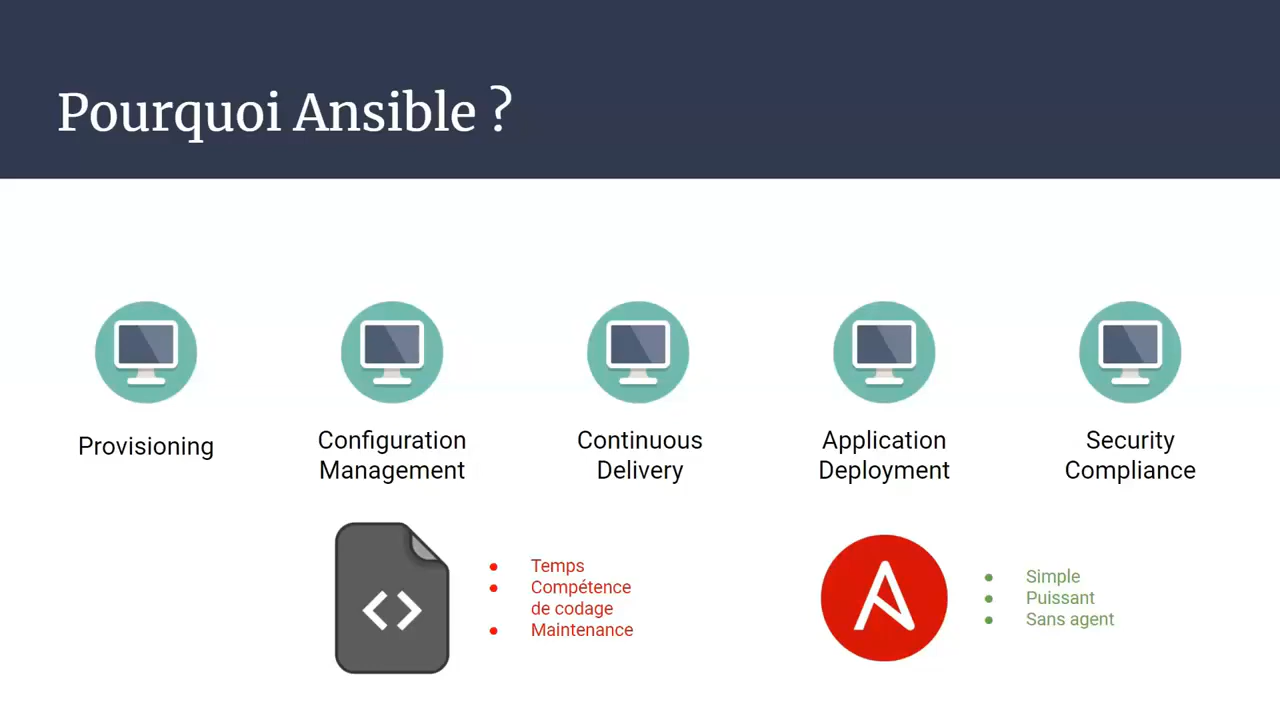 Pourquoi Ansible ?
Provisioning
Configuration
Management
Continuous
Delivery
Application
Deployment
Security
Compliance
● Temps
● Compétence
de codage
● Maintenance
● Simple
● Puissant
● Sans agent